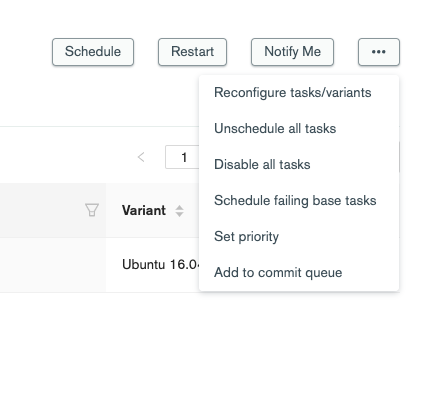 Schedule Restart Notify Me •••
Reconfigure tasks/variants
Unschedule all tasks
Disable all tasks
Schedule failing base tasks
Set priority
Add to commit queue
< 1
Variant
Ubuntu 16.0